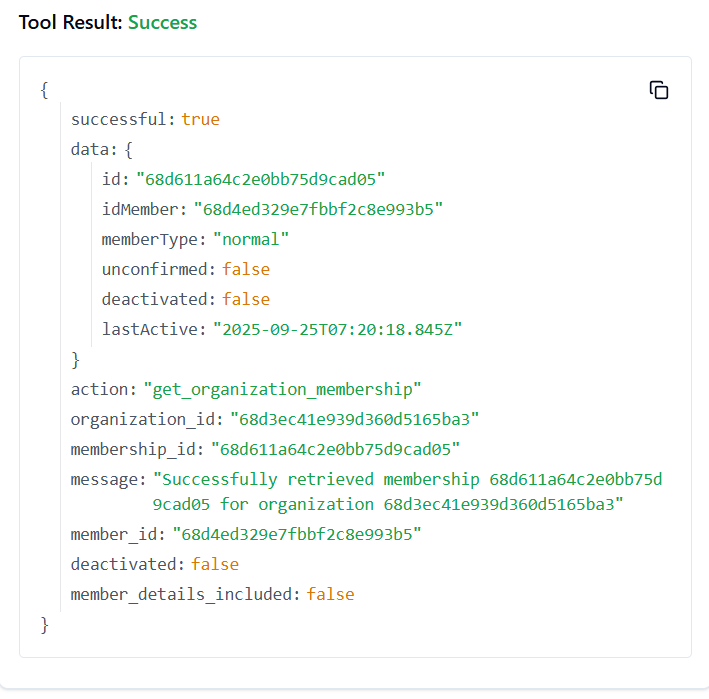 Tool Result: Success
{
successful: true
data: {
id: "68d611a64c2e0bb75d9cad05"
idMember: "68d4ed329e7fbbf2c8e993b5"
memberType: "normal"
unconfirmed: false
deactivated: false
lastActive: "2025-09-25T07:20:18.845Z"
}
action: "get_organization_membership"
organization_id: "68d3ec41e939d360d5165ba3"
membership_id: "68d611a64c2e0bb75d9cad05"
message: "Successfully retrieved membership 68d611a64c2e0bb75d
9cad05 for organization 68d3ec41e939d360d5165ba3"
member_id: "68d4ed329e7fbbf2c8e993b5"
deactivated: false
member_details_included: false
}